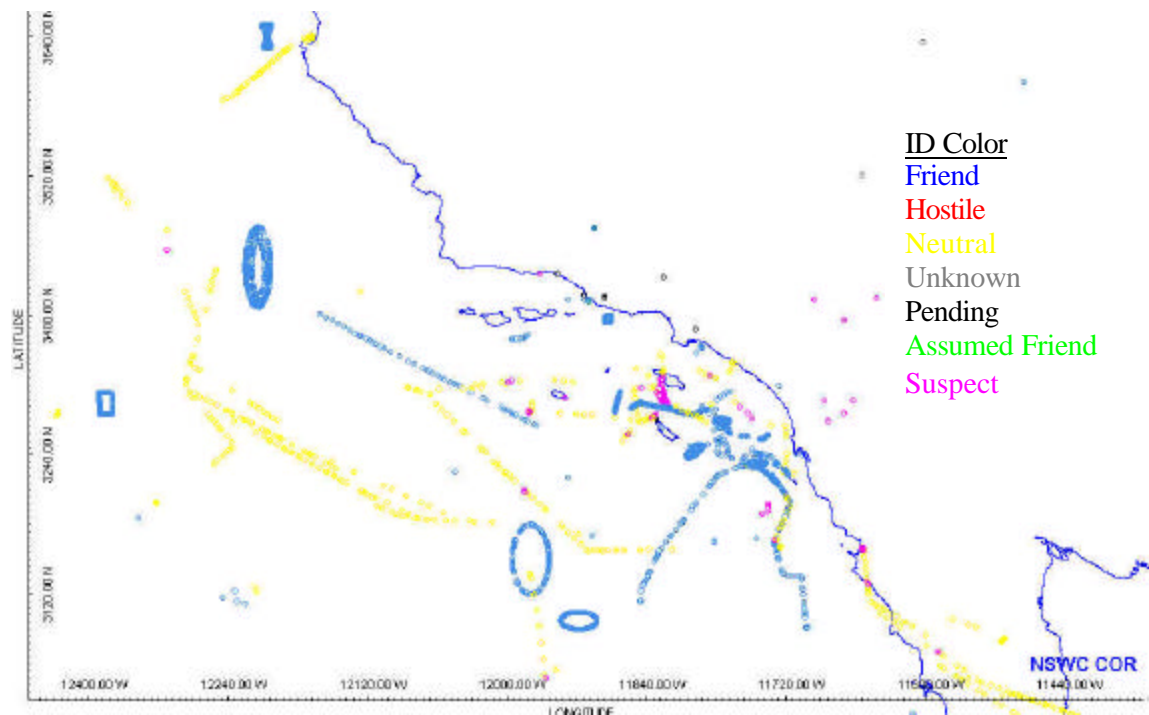 3640.00 N
3520.00 N
3400.00 N
3240.00 N
3120.00 N
LATITUDE
ID Color
Friend
Hostile
Neutral
Unknown
Pending
Assumed Friend
Suspect
NSWC COR
12400.00 W 12240.00 W 12120.00 W 12000.00 W 11840.00 W 11720.00 W 11440.00 W
LONGITUDE